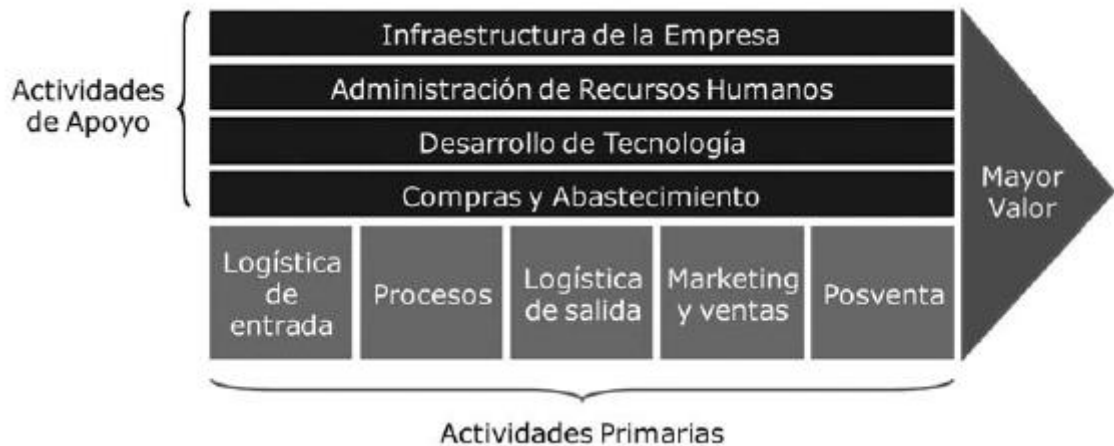 Actividades
de Apoyo
Infraestructura de la Empresa
Administración de Recursos Humanos
Desarrollo de Tecnología
Compras y Abastecimiento
Logística
de
entrada
Procesos
Logística
de salida
Marketing
y ventas
Posventa
Mayor
Valor
Actividades Primarias